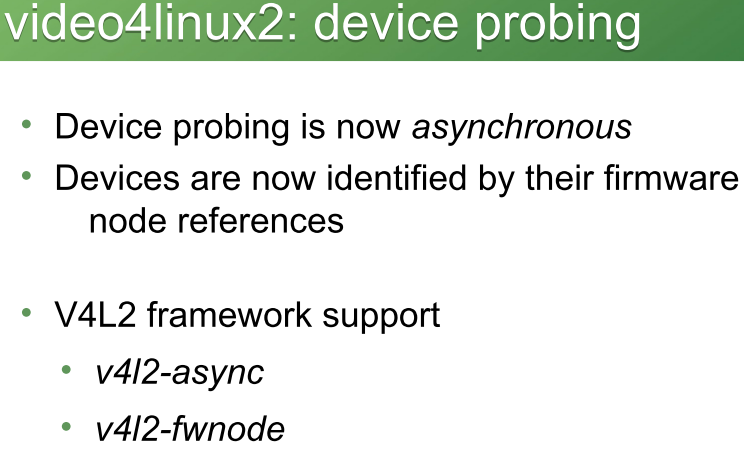 video4linux2: device probing
• Device probing is now asynchronous
• Devices are now identified by their firmware
node references
• V4L2 framework support
• v4l2-async
• v4l2-fwnode